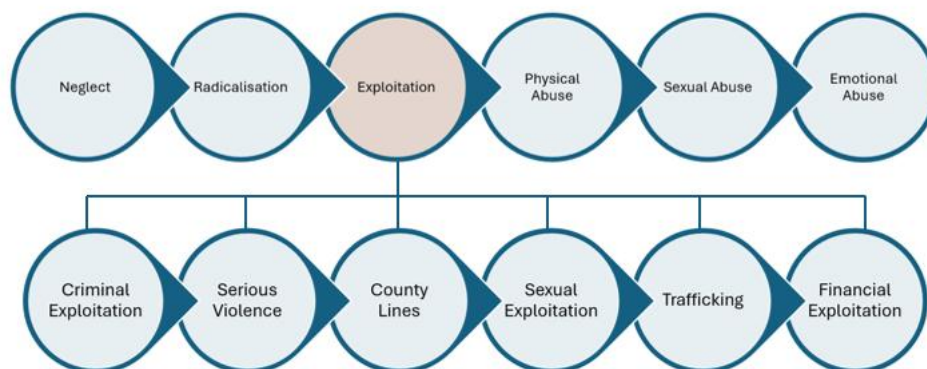 Neglect
Radicalisation
Exploitation
Physical
Abuse
Sexual Abuse
Emotional
Abuse
Criminal
Exploitation
Serious
Violence
County
Lines
Sexual
Exploitation
Trafficking
Financial
Exploitation